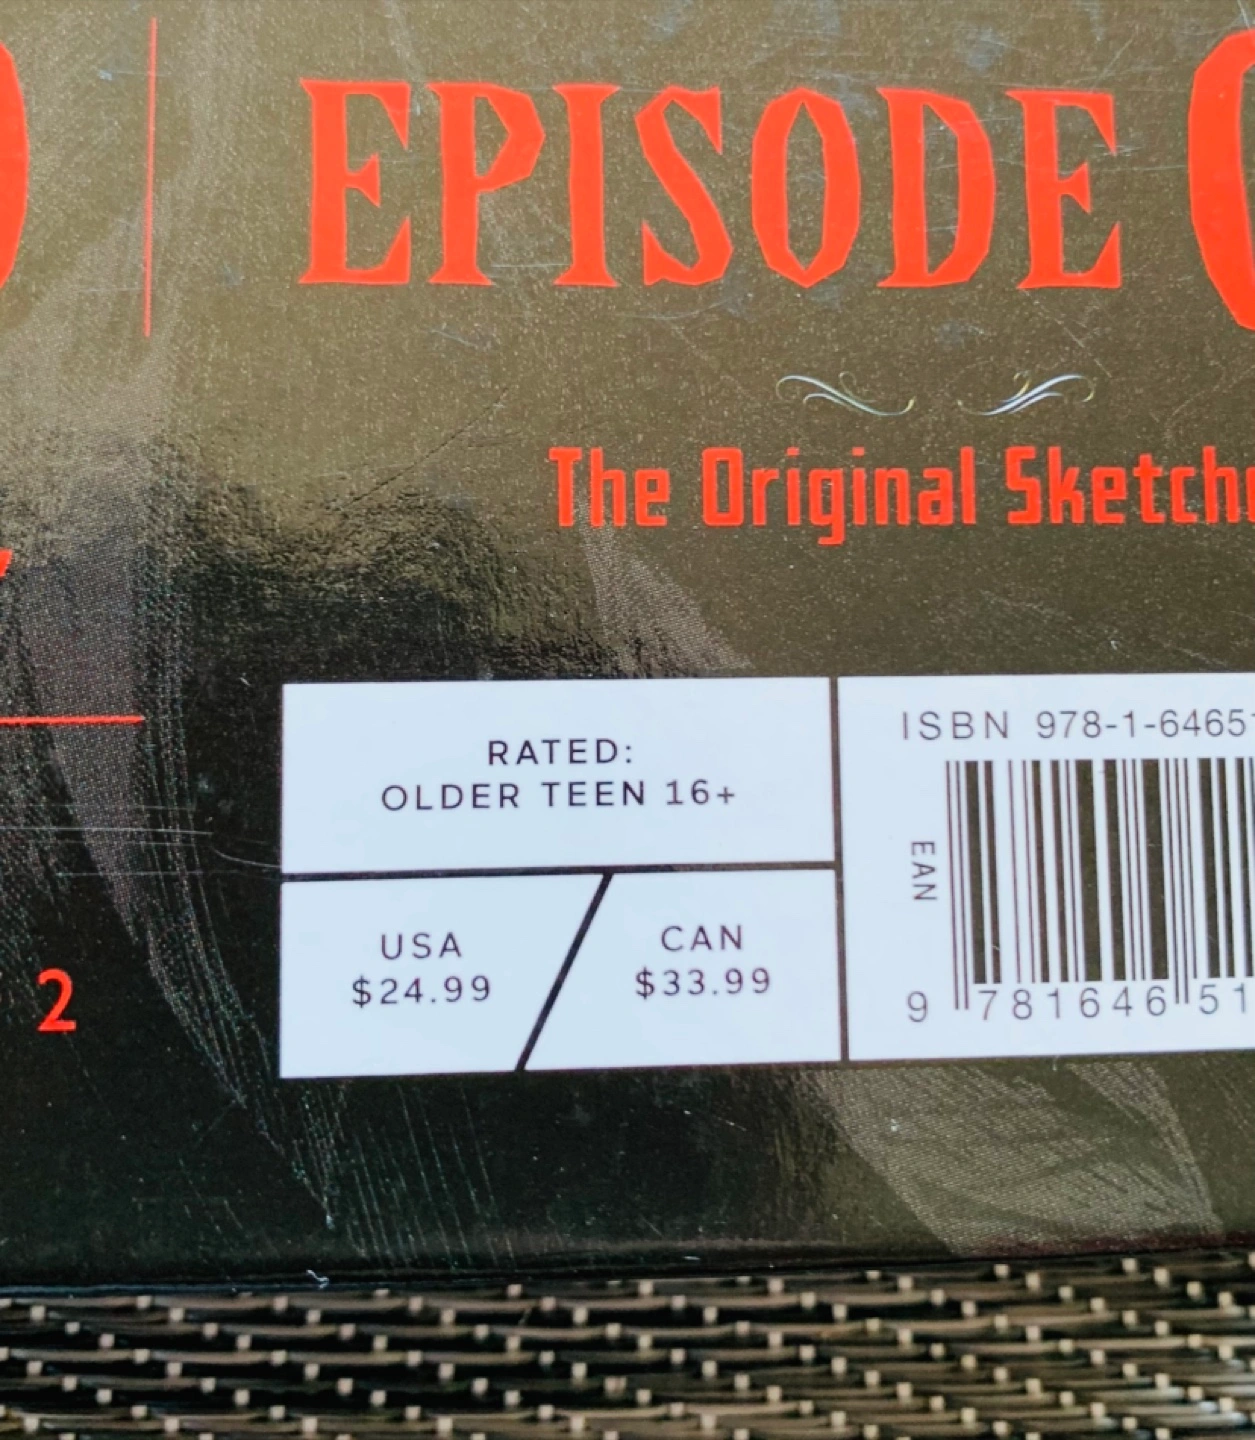 EPISODE
The Original Sketch
RATED:
OLDER TEEN 16+
USA
$24.99
CAN
$33.99
ISBN 978-1-6465
EAN
9 781646 51
2